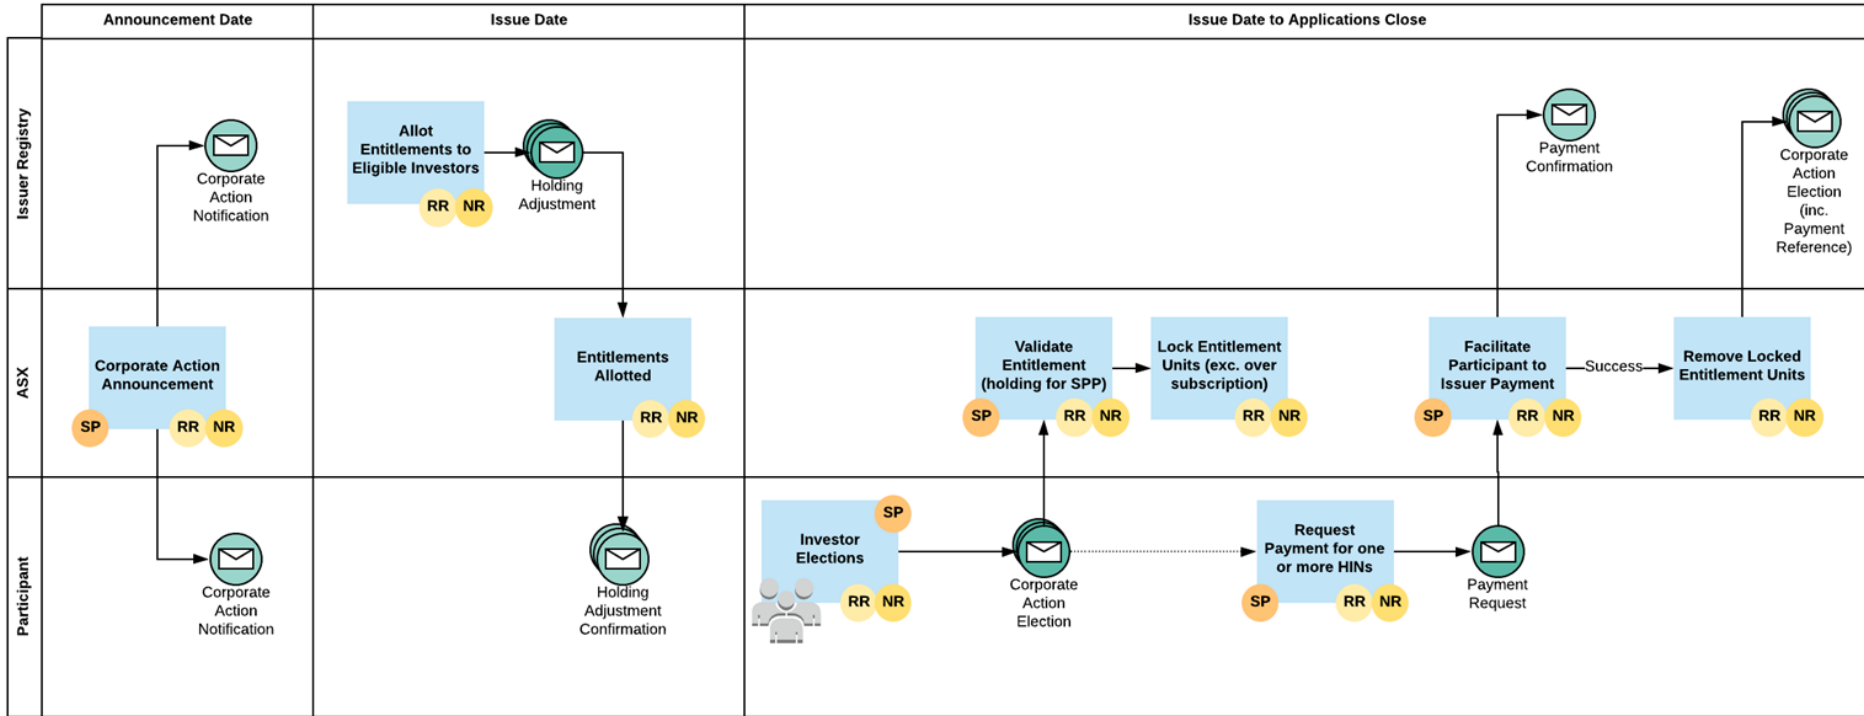 Announcement Date
Issue Date
Issue Date to Applications Close
Issuer Registry
Corporate
Action
Notification
Allot
Entitlements to
Eligible Investors
RR
NR
Holding
Adjustment
Payment
Confirmation
Corporate
Action
Election
(inc.
Payment
Reference)
ASX
Corporate Action
Announcement
SP
RR
NR
Entitlements
Allotted
RR
NR
Validate
Entitlement
(holding for SPP)
SP
RR
NR
Lock Entitlement
Units (exc. over
subscription)
RR
NR
Facilitate
Participant to
Issuer Payment
SP
RR
NR
Success
Remove Locked
Entitlement Units
RR
NR
Participant
Corporate
Action
Notification
Holding
Adjustment
Confirmation
SP
Investor
Elections
RR
NR
Corporate
Action
Election
Request
Payment for one
or more HINs
SP
RR
NR
Payment
Request